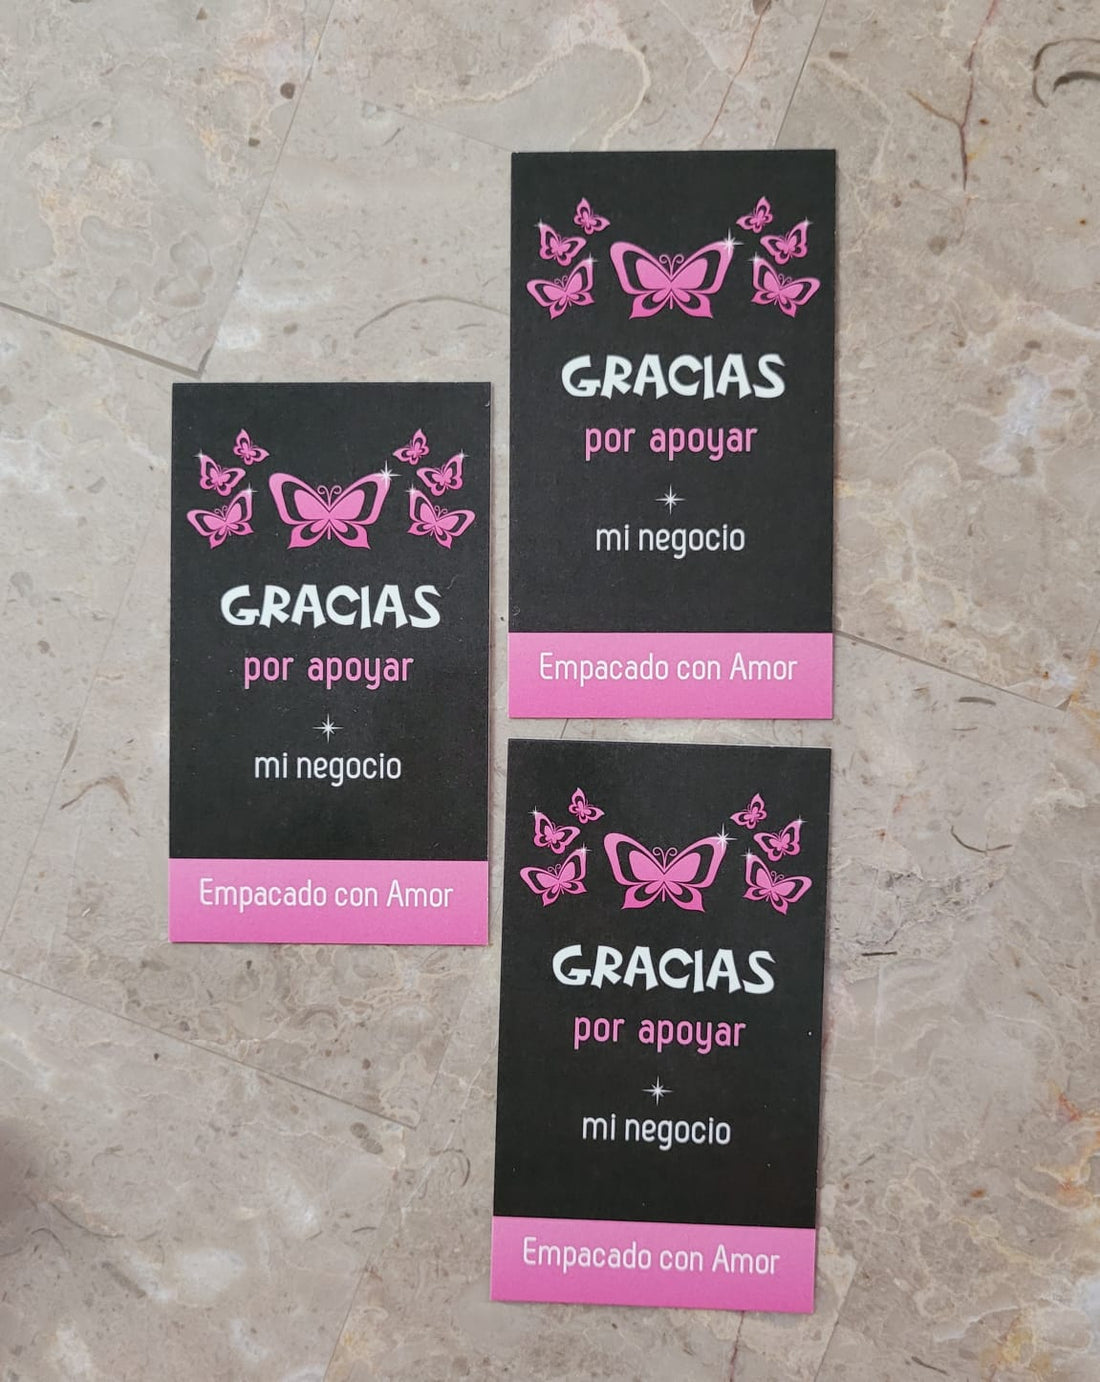 GRACIAS
por apoyar
mi negocio
Empacado con Amor
GRACIAS
por apoyar
mi negocio
Empacado con Amor
GRACIAS
por apoyar
mi negocio
Empacado con Amor